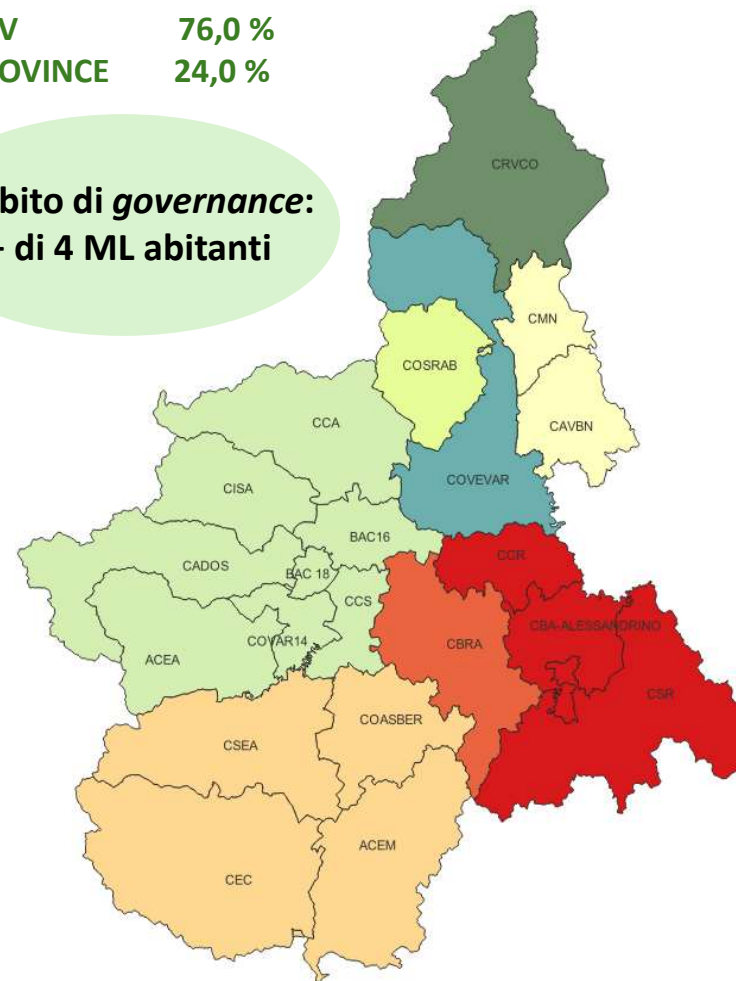 V 76,0 %
OVINCE 24,0 %
bito di governance:
di 4 ML abitanti
CRVCO
CMN
COSRAB
CAVBN
CCA
COVEVAR
CISA
BAC16
CCR
CADOS
BAC 18
CCS
CBA-ALESSANDRINO
COVAR14
CBRA
ACEA
CSR
COASBER
CSEA
ACEM
CEC